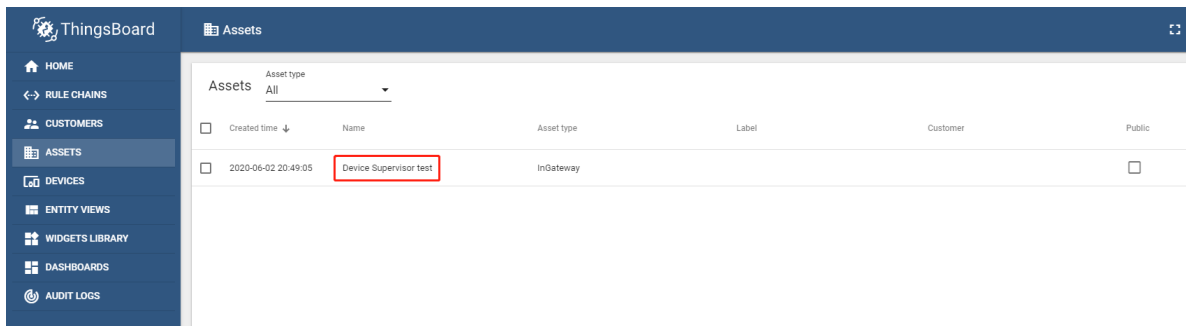 ThingsBoard
Assets
HOME
RULE CHAINS
CUSTOMERS
ASSETS
DEVICES
ENTITY VIEWS
WIDGETS LIBRARY
DASHBOARDS
AUDIT LOGS
Assets
Asset type
All
Created time Name Asset type Label Customer Public
2020-06-02 20:49:05 Device Supervisor test InGateway